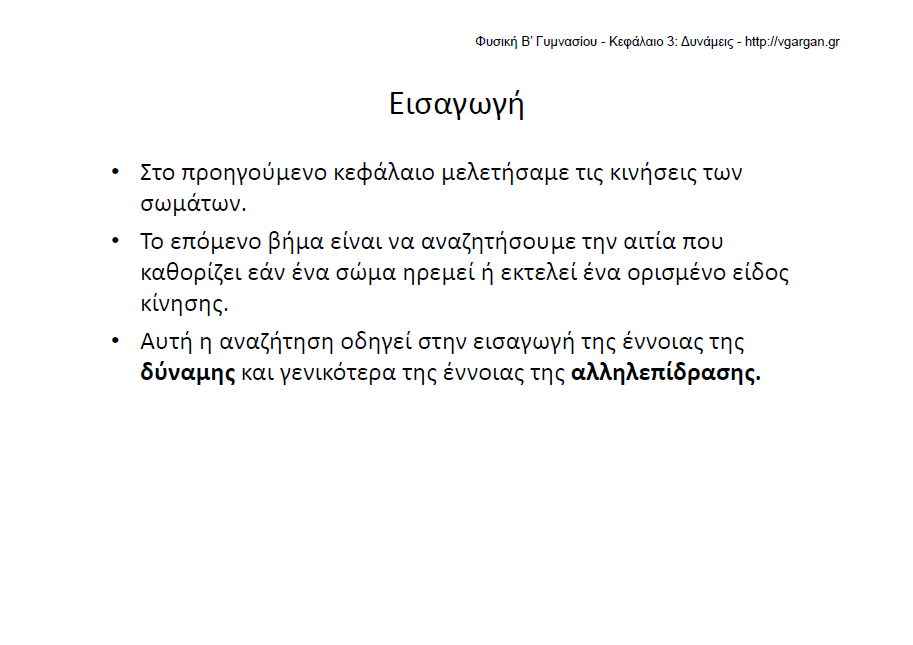 Φυσική Β' Γυμνασίου - Κεφάλαιο 3: Δυνάμεις - http://vgargan.gr
Εισαγωγή
• Στο προηγούμενο κεφάλαιο μελετήσαμε τις κινήσεις των
σωμάτων.
• Το επόμενο βήμα είναι να αναζητήσουμε την αιτία που
καθορίζει εάν ένα σώμα ηρεμεί ή εκτελεί ένα ορισμένο είδος
κίνησης.
• Αυτή η αναζήτηση οδηγεί στην εισαγωγή της έννοιας της
δύναμης και γενικότερα της έννοιας της αλληλεπίδρασης.